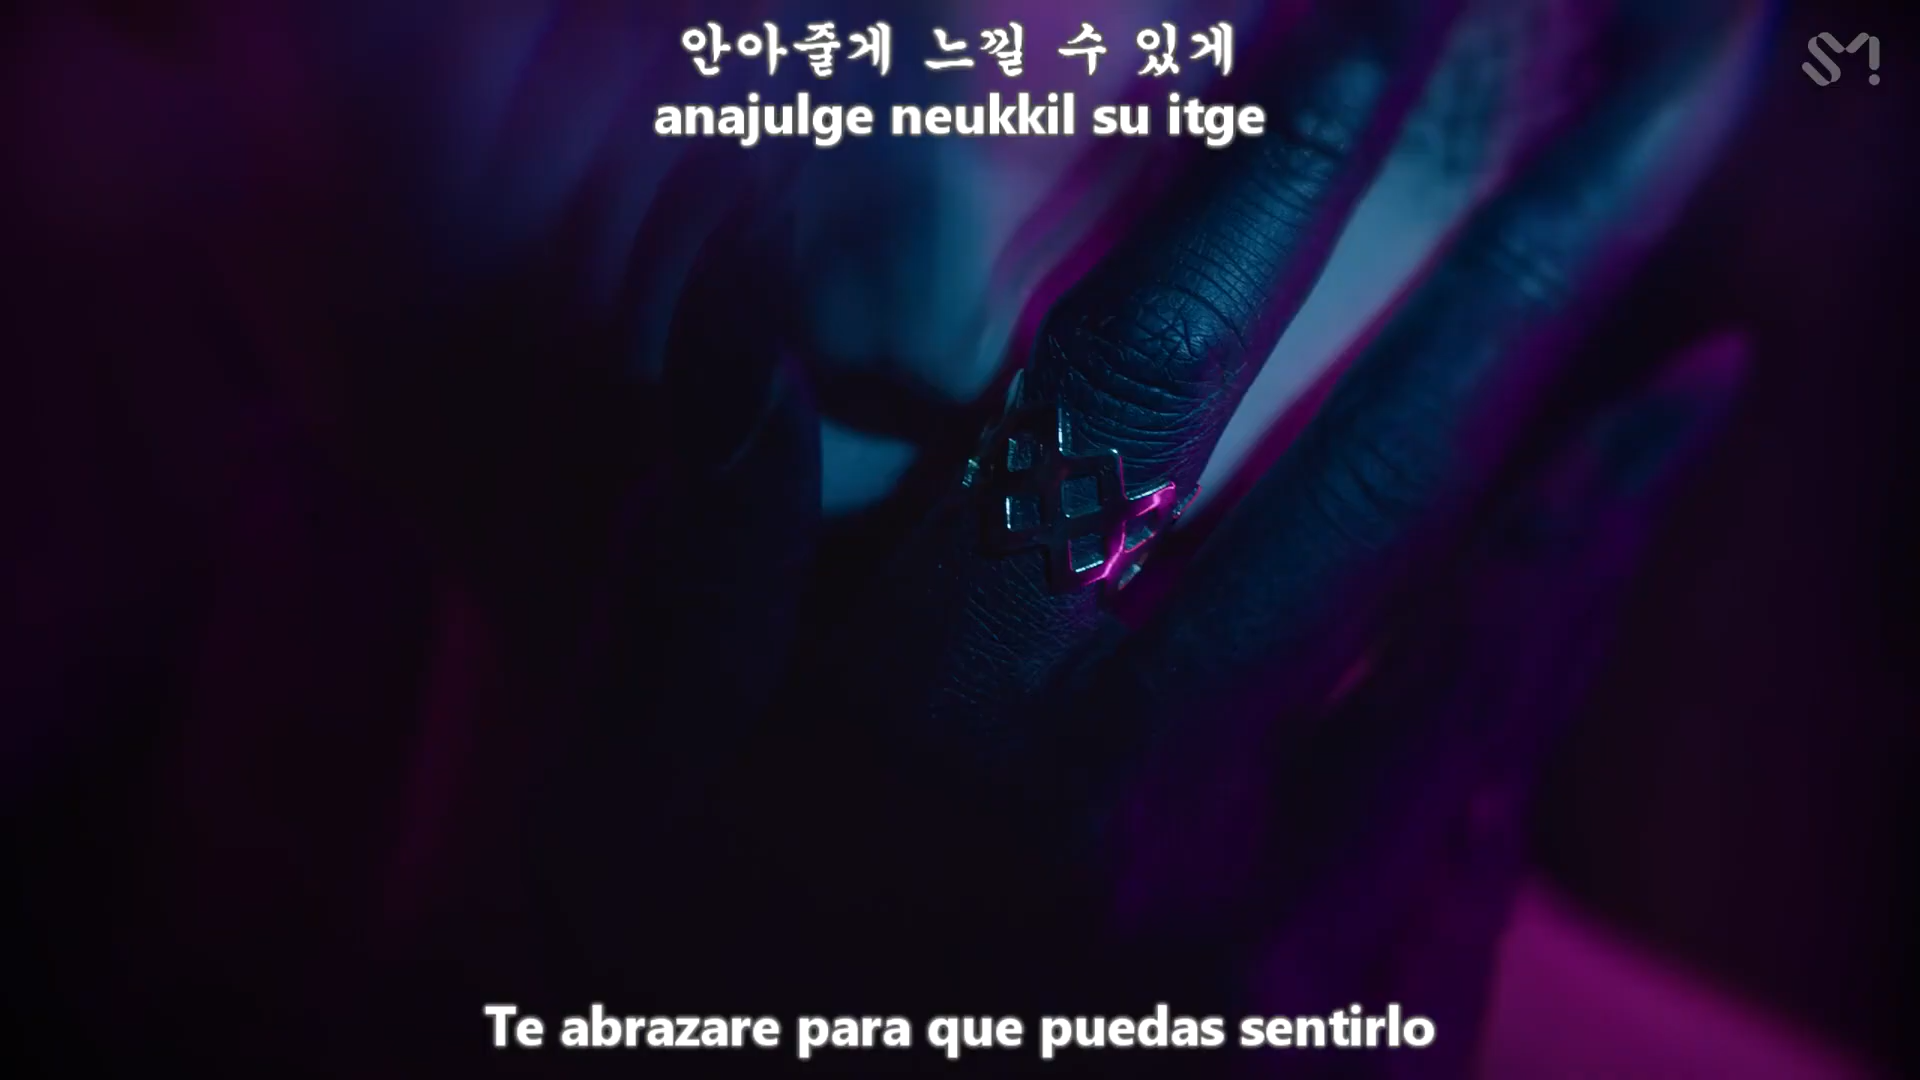 안아줄게 느낄 수 있게
SM!
anajulge neukkil su itge
Te abrazare para que puedas sentirlo